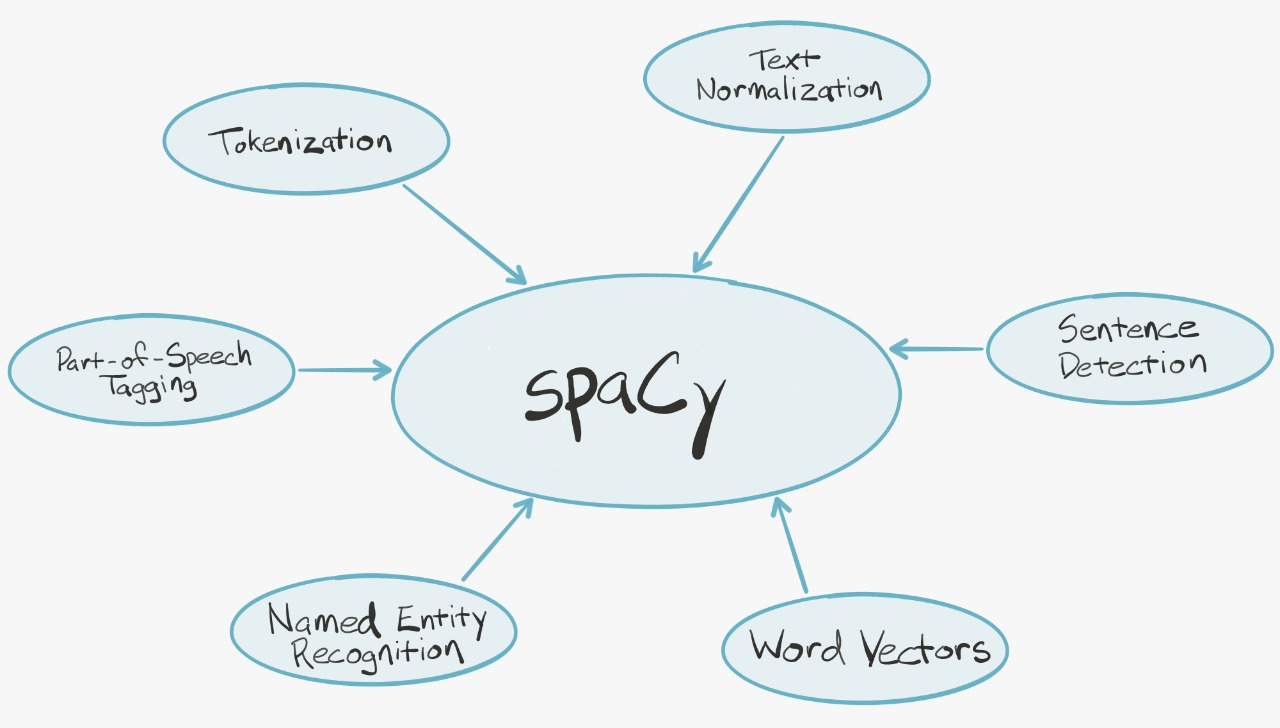 Text
Normalization
Tokenization
Sentence
Detection
Part-of-Speech
Tagging
spaCy
Named Entity
Recognition
Word Vectors